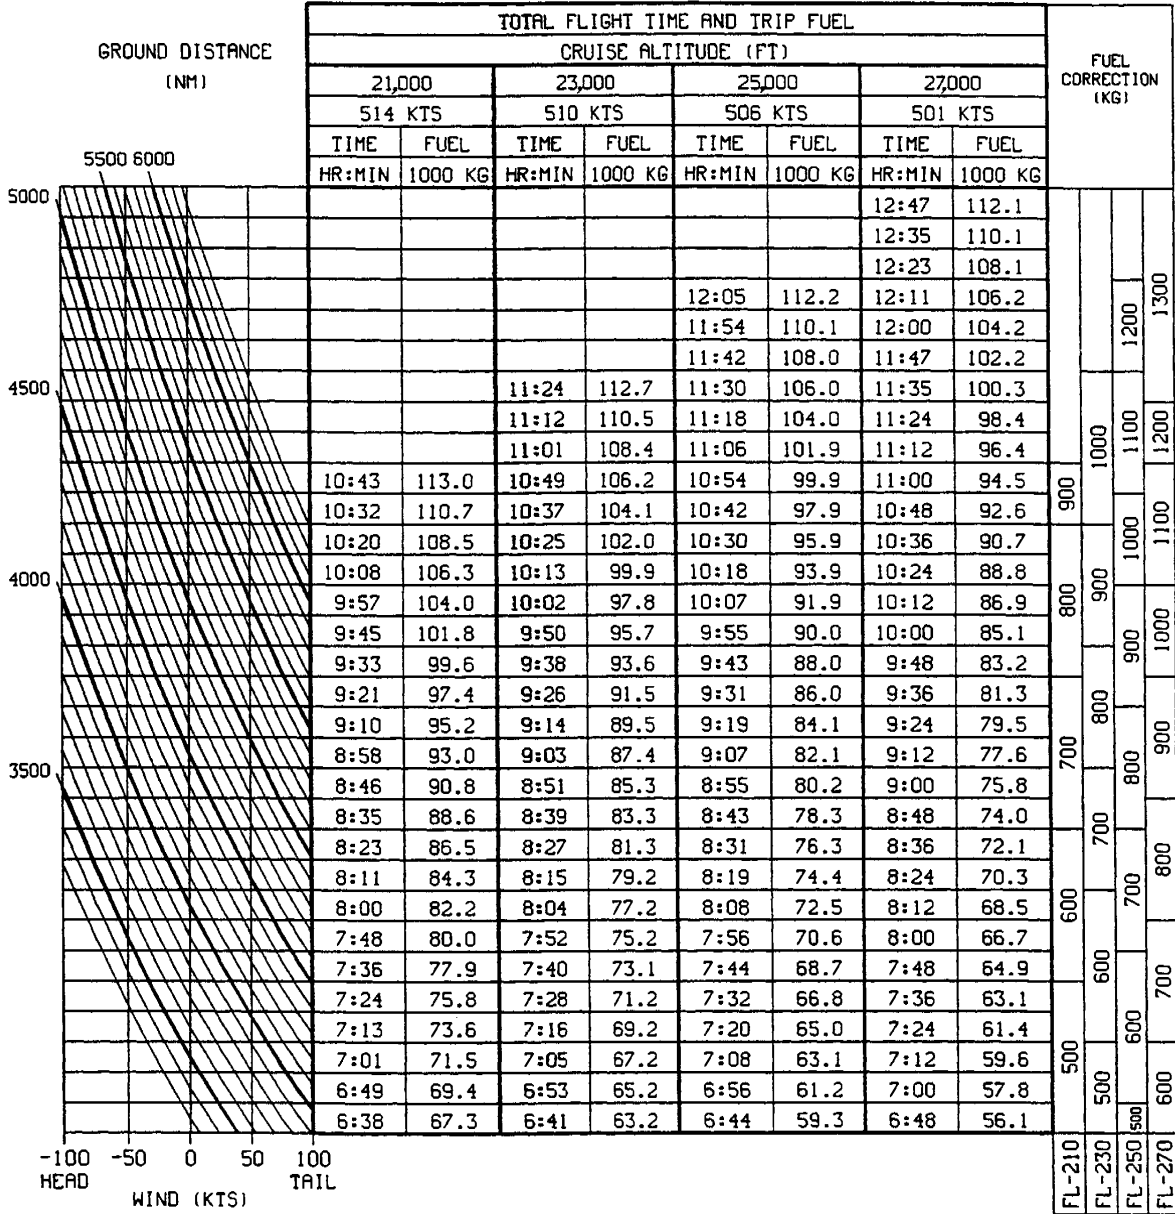 TOTAL FLIGHT TIME AND TRIP FUEL
GROUND DISTANCE
(NM)
CRUISE ALTITUDE (FT)
FUEL
CORRECTION
(KG)
21,000 23,000 25,000 27,000
514 KTS 510 KTS 506 KTS 501 KTS
TIME FUEL TIME FUEL TIME FUEL TIME FUEL
HR:MIN 1000 KG HR:MIN 1000 KG HR:MIN 1000 KG HR:MIN 1000 KG
5500 6000
5000
12:47 112.1
12:35 110.1
12:23 108.1
12:05 112.2 12:11 106.2
11:54 110.1 12:00 104.2
11:42 108.0 11:47 102.2
4500
11:24 112.7 11:30 106.0 11:35 100.3
11:12 110.5 11:18 104.0 11:24 98.4
11:01 108.4 11:06 101.9 11:12 96.4
10:43 113.0 10:49 106.2 10:54 99.9 11:00 94.5
10:32 110.7 10:37 104.1 10:42 97.9 10:48 92.6
10:20 108.5 10:25 102.0 10:30 95.9 10:36 90.7
4000
10:08 106.3 10:13 99.9 10:18 93.9 10:24 88.8
9:57 104.0 10:02 97.8 10:07 91.9 10:12 86.9
9:45 101.8 9:50 95.7 9:55 90.0 10:00 85.1
9:33 99.6 9:38 93.6 9:43 88.0 9:48 83.2
9:21 97.4 9:26 91.5 9:31 86.0 9:36 81.3
9:10 95.2 9:14 89.5 9:19 84.1 9:24 79.5
8:58 93.0 9:03 87.4 9:07 82.1 9:12 77.6
3500
8:46 90.8 8:51 85.3 8:55 80.2 9:00 75.8
8:35 88.6 8:39 83.3 8:43 78.3 8:48 74.0
8:23 86.5 8:27 81.3 8:31 76.3 8:36 72.1
8:11 84.3 8:15 79.2 8:19 74.4 8:24 70.3
8:00 82.2 8:04 77.2 8:08 72.5 8:12 68.5
7:48 80.0 7:52 75.2 7:56 70.6 8:00 66.7
7:36 77.9 7:40 73.1 7:44 68.7 7:48 64.9
7:24 75.8 7:28 71.2 7:32 66.8 7:36 63.1
7:13 73.6 7:16 69.2 7:20 65.0 7:24 61.4
7:01 71.5 7:05 67.2 7:08 63.1 7:12 59.6
6:49 69.4 6:53 65.2 6:56 61.2 7:00 57.8
6:38 67.3 6:41 63.2 6:44 59.3 6:48 56.1
-100 -50 0 50 100
HEAD TAIL
WIND (KTS)
900 800 700 600 500 FL-210
1000 900 800 700 600 500 FL-230
1200 1100 1000 900 800 700 600 500 FL-250
1300 1200 1100 1000 900 800 700 600 FL-270